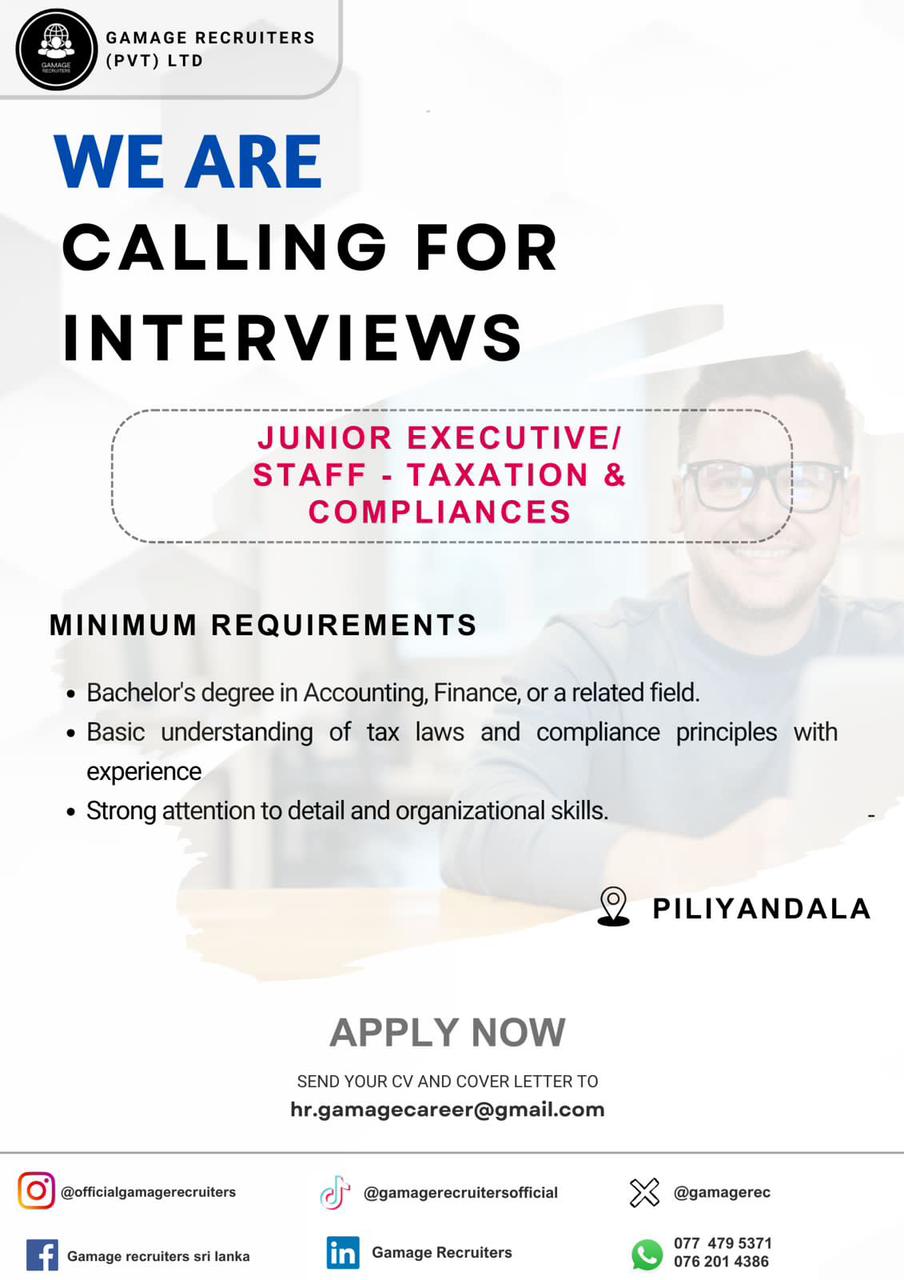 GAMAGE RECRUITERS
(PVT) LTD
GAMAGE
RECRUITERS
WE ARE
CALLING FOR
INTERVIEWS
JUNIOR EXECUTIVE/
STAFF - TAXATION &
COMPLIANCES
MINIMUM REQUIREMENTS
• Bachelor's degree in Accounting, Finance, or a related field.
• Basic understanding of tax laws and compliance principles with
experience
• Strong attention to detail and organizational skills.
-
PILIYANDALA
APPLY NOW
SEND YOUR CV AND COVER LETTER TO
hr.gamagecareer@gmail.com
@officialgamagerecruiters
@gamagerecruitersofficial
@gamagerec
Gamage recruiters sri lanka
in Gamage Recruiters
077 479 5371
076 201 4386